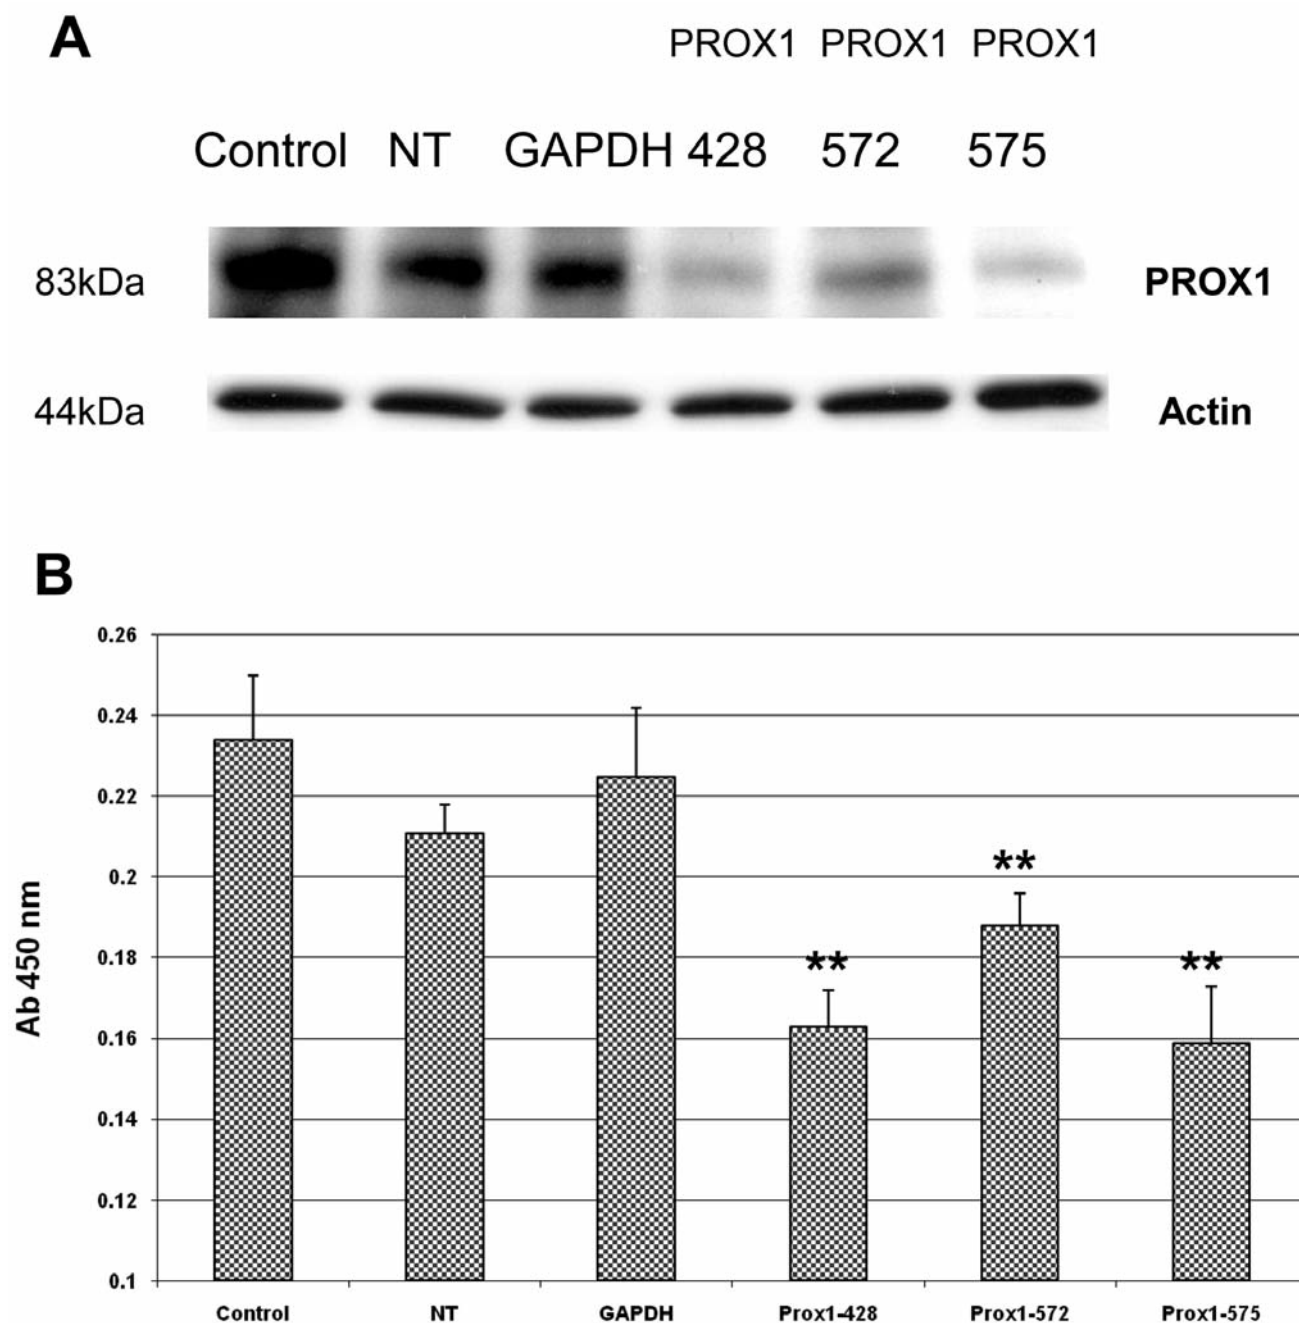 A
PROX1 PROX1 PROX1
Control NT GAPDH 428 572 575
83kDa PROX1
44kDa Actin
B
0.26
0.24
0.22
0.2
0.18
0.16
0.14
0.12
0.1
Ab 450 nm
**
**
**
Control NT GAPDH Prox1-428 Prox1-572 Prox1-575